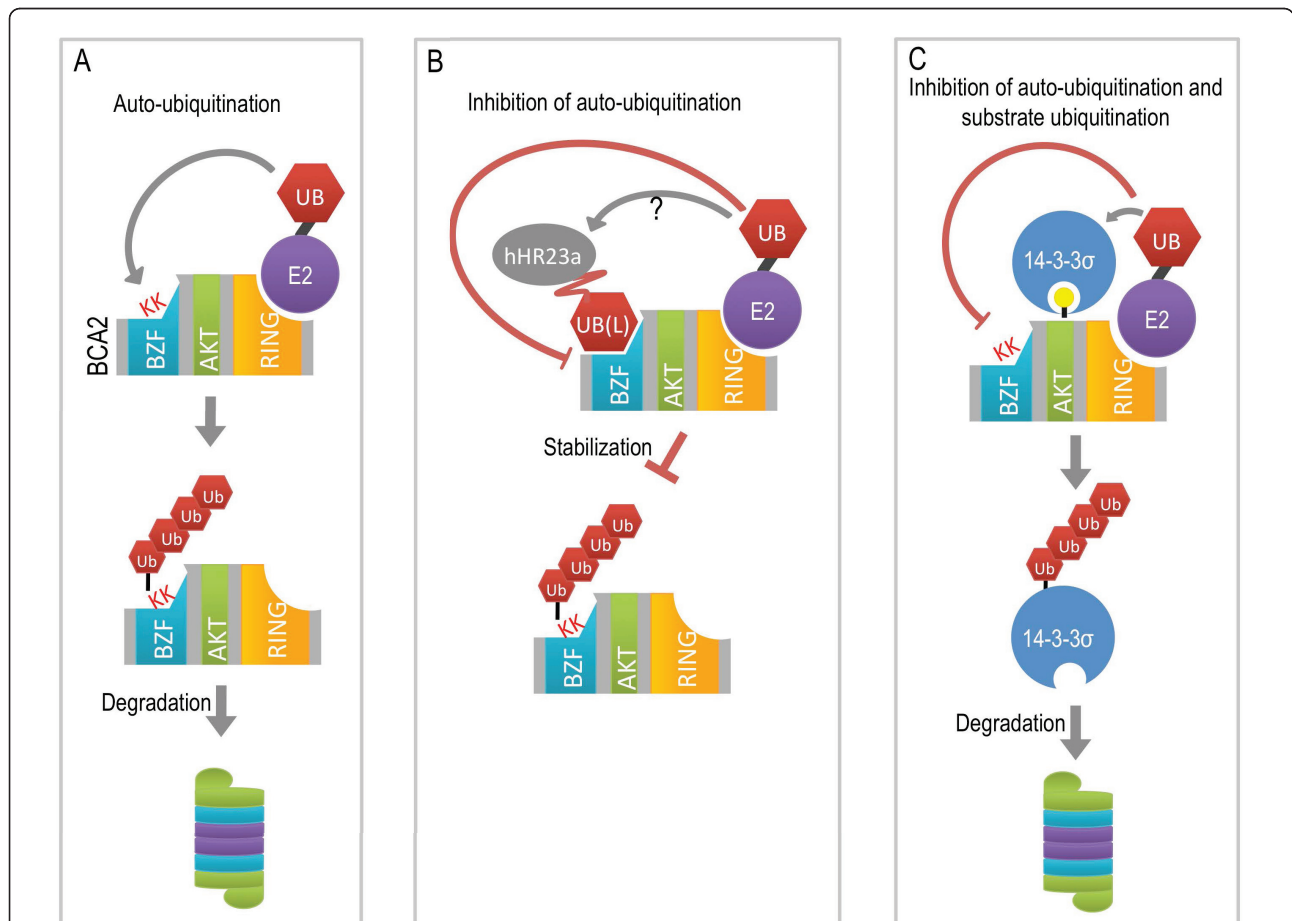 A
Auto-ubiquitination
UB
E2
KK
BCA2
BZF
AKT
RING
Ub
Ub
Ub
Ub
KK
BZF
AKT
RING
Degradation
B
Inhibition of auto-ubiquitination
?
UB
hHR23a
E2
UB(L)
BZF
AKT
RING
Stabilization
Ub
Ub
Ub
Ub
KK
BZF
AKT
RING
C
Inhibition of auto-ubiquitination and
substrate ubiquitination
UB
14-3-3σ
E2
KK
BZF
AKT
RING
Ub
Ub
Ub
Ub
14-3-3σ
Degradation